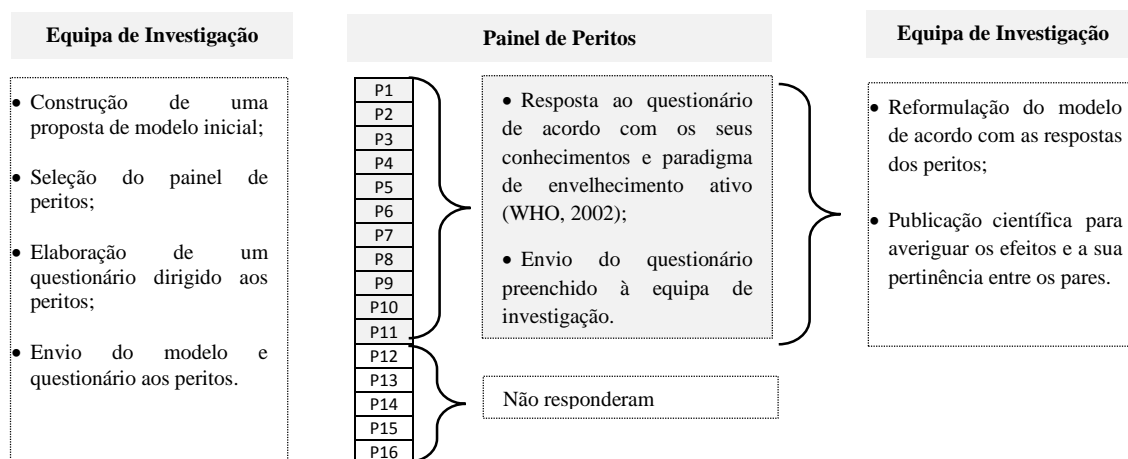 Equipa de Investigação
• Construção de uma
proposta de modelo inicial;
• Seleção do painel de
peritos;
• Elaboração de um
questionário dirigido aos
peritos;
• Envio do modelo e
questionário aos peritos.
Painel de Peritos
P1
P2
P3
P4
P5
P6
P7
P8
P9
P10
P11
P12
P13
P14
P15
P16
• Resposta ao questionário
de acordo com os seus
conhecimentos e paradigma
de envelhecimento ativo
(WHO, 2002);
• Envio do questionário
preenchido à equipa de
investigação.
Não responderam
Equipa de Investigação
• Reformulação do modelo
de acordo com as respostas
dos peritos;
• Publicação científica para
averiguar os efeitos e a sua
pertinência entre os pares.